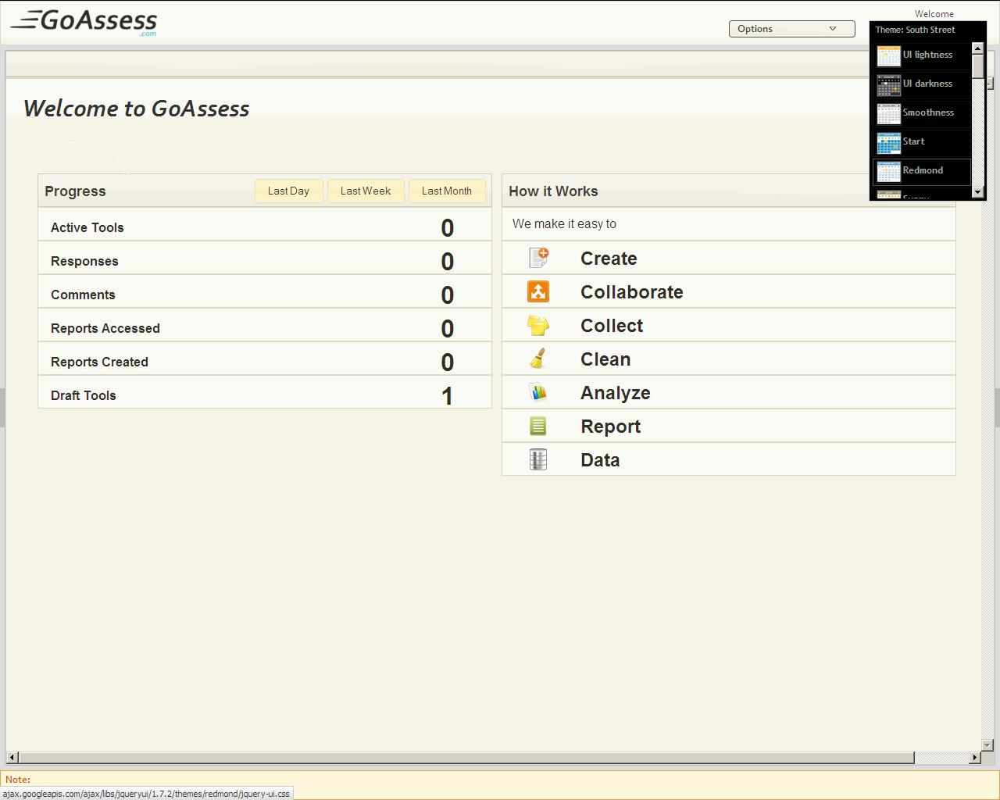 GoAssess
.com
Welcome
Options
Theme: South Street
UI lightness
UI darkness
Smoothness
Start
Redmond
Welcome to GoAssess
Progress
Last Day
Last Week
Last Month
Active Tools 0
Responses 0
Comments 0
Reports Accessed 0
Reports Created 0
Draft Tools 1
How it Works
We make it easy to
Create
Collaborate
Collect
Clean
Analyze
Report
Data
Note:
ajax.googleapis.com/ajax/libs/jqueryui/1.7.2/themes/redmond/jquery-ui.css